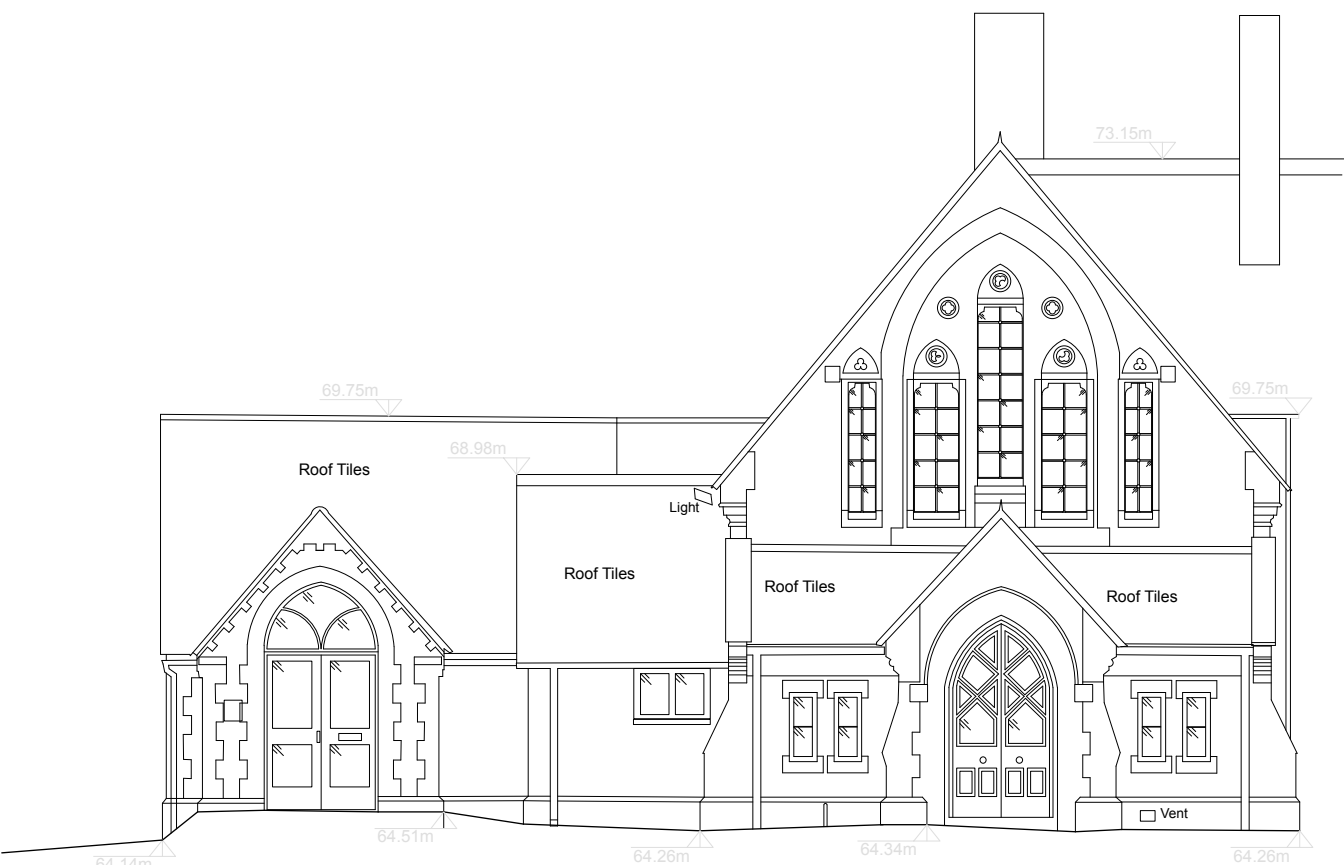 73.15m
69.75m
69.75m
68.98m
Roof Tiles
Light
Roof Tiles
Roof Tiles
Roof Tiles
Vent
64.51m
64.34m
64.26m
64.26m
64.14m